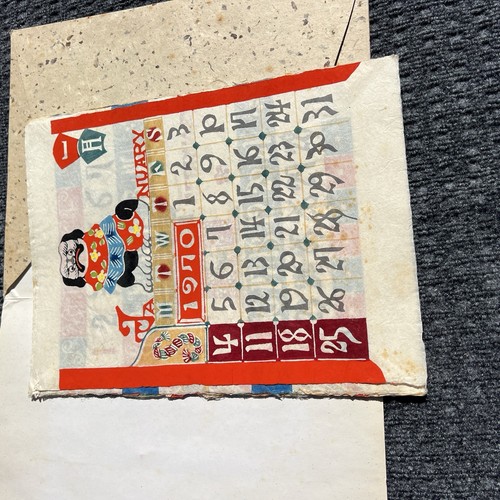 一月
JANUARY
M T W T F S
1970 1 2 3
4 5 6 7 8 9 10
11 12 13 14 15 16 17
18 19 20 21 22 23 24
25 26 27 28 29 30 31